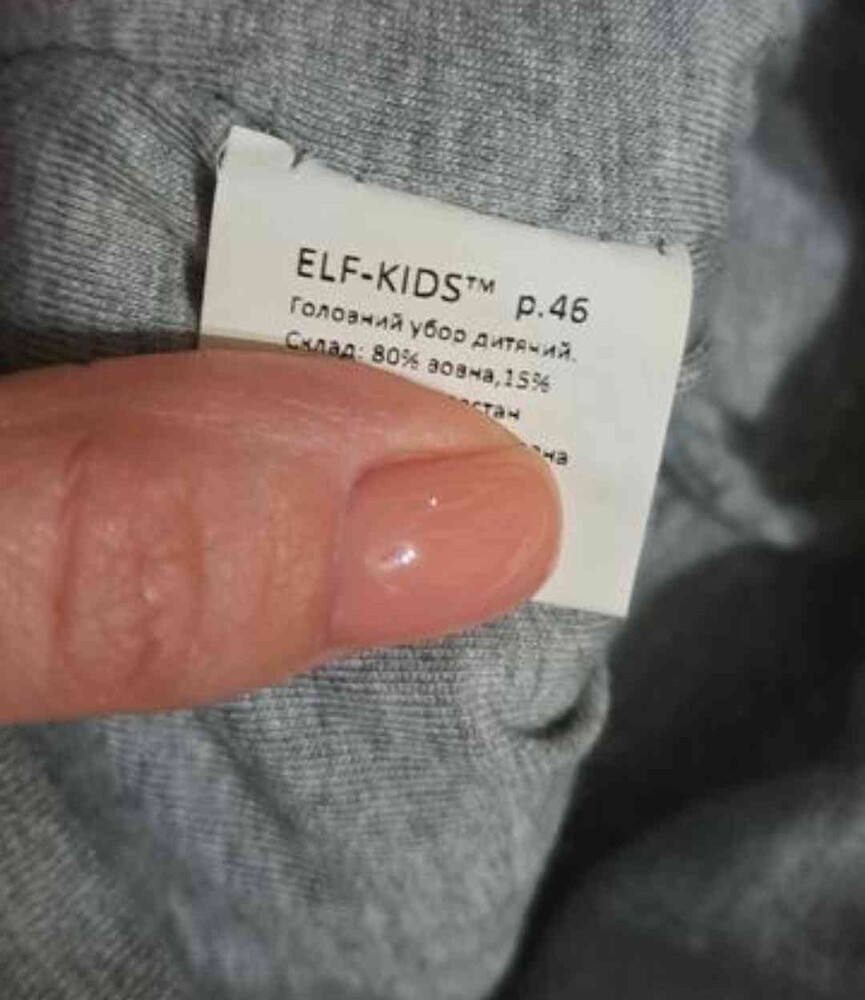 ELF-KIDS™ р.46
Головний убор дитячий.
Склад: 80% вовна,15%